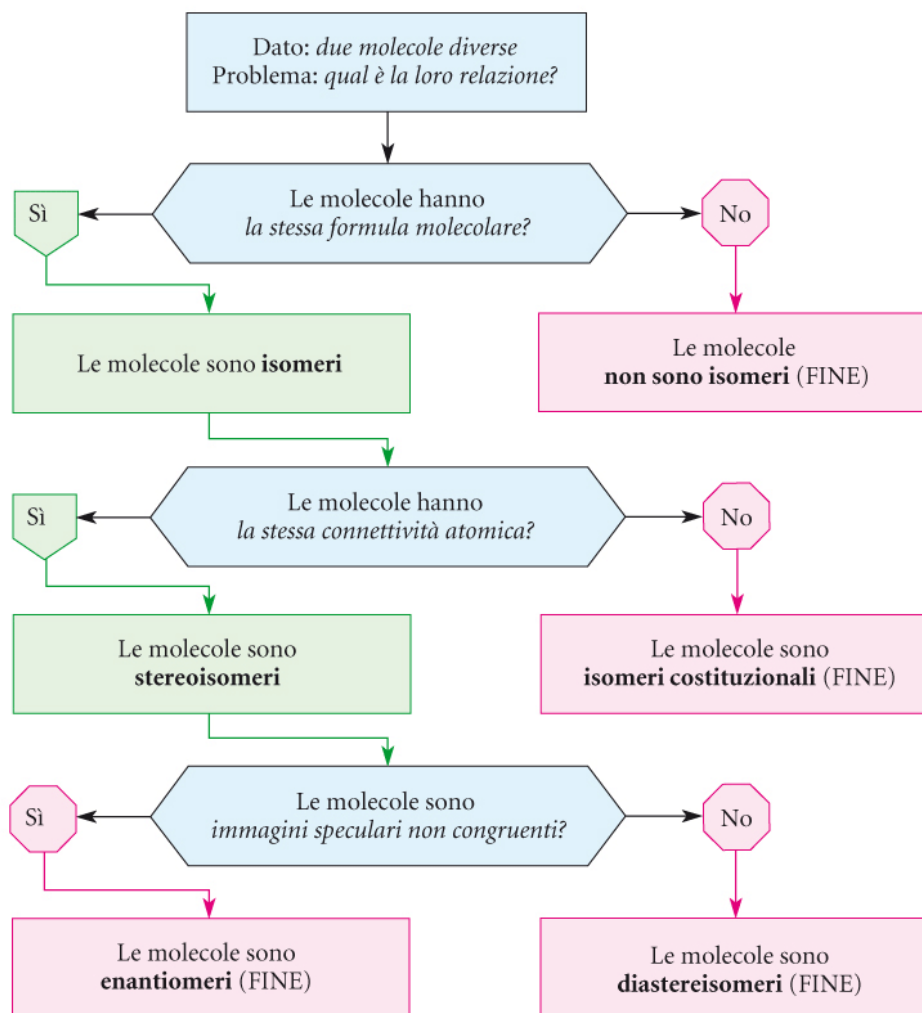 Dato: due molecole diverse
Problema: qual è la loro relazione?
Le molecole hanno
la stessa formula molecolare?
Sì
No
Le molecole sono isomeri
Le molecole
non sono isomeri (FINE)
Le molecole hanno
la stessa connettività atomica?
Sì
No
Le molecole sono
stereoisomeri
Le molecole sono
isomeri costituzionali (FINE)
Le molecole sono
immagini speculari non congruenti?
Sì
No
Le molecole sono
enantiomeri (FINE)
Le molecole sono
diastereisomeri (FINE)